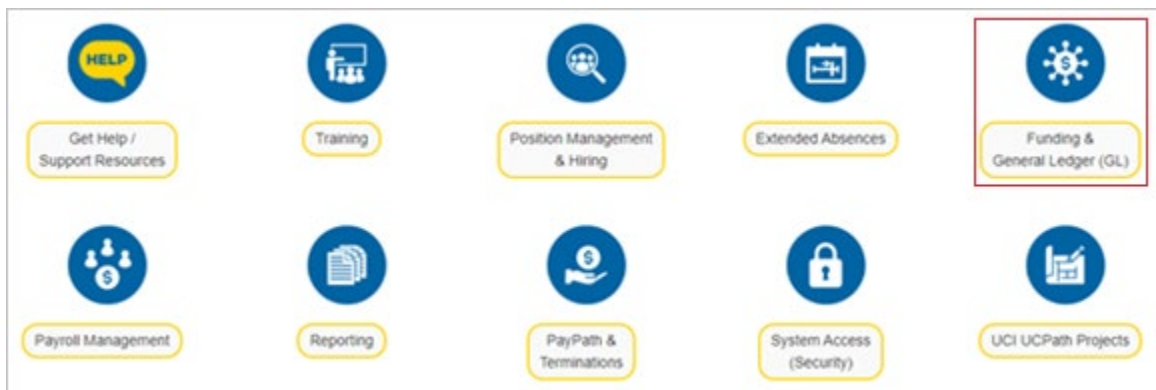 HELP
Get Help /
Support Resources
Training
Position Management
& Hiring
Extended Absences
$
Funding &
General Ledger (GL)
$
Payroll Management
Reporting
$
PayPath &
Terminations
System Access
(Security)
UCI UCPath Projects